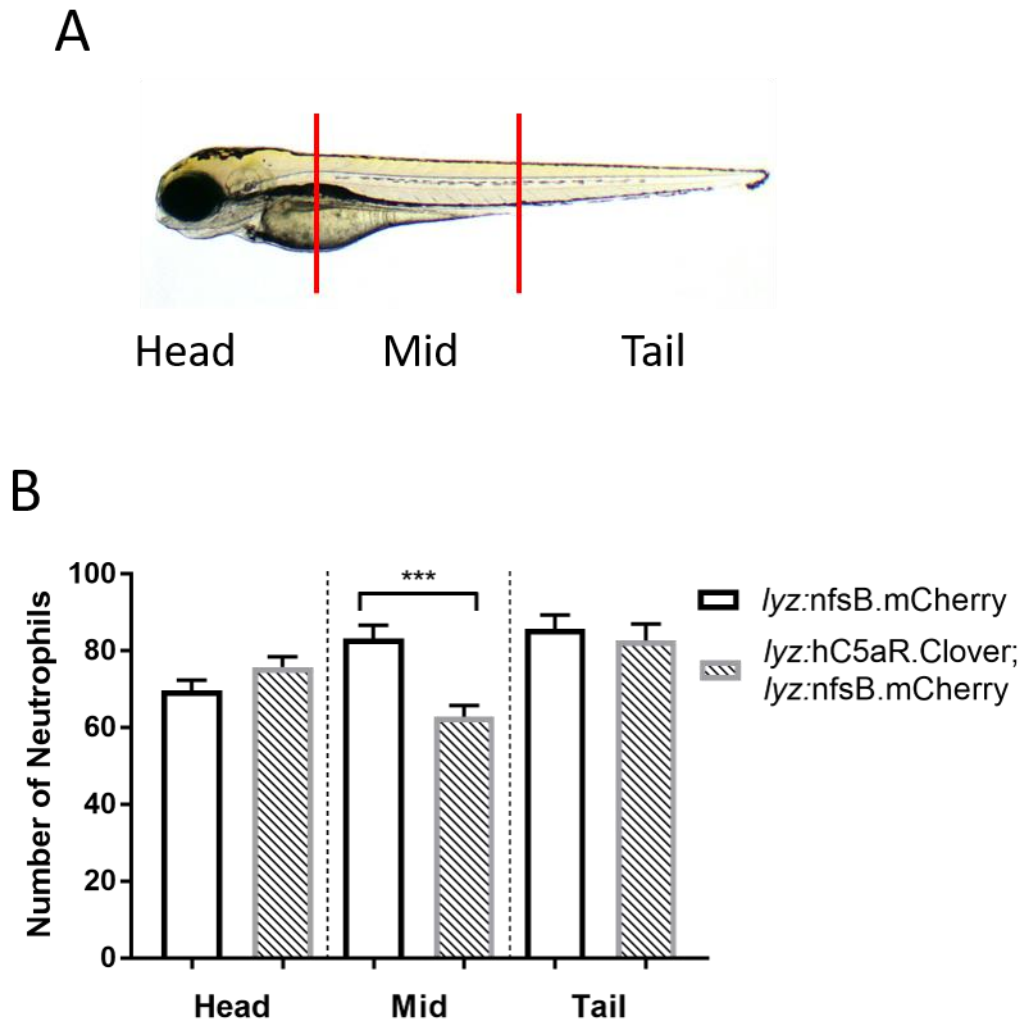 A
Head Mid Tail
B
Number of Neutrophils
100
80
60
40
20
0
***
Head Mid Tail
lyz:nfsB.mCherry
lyz:hC5aR.Clover;
lyz:nfsB.mCherry